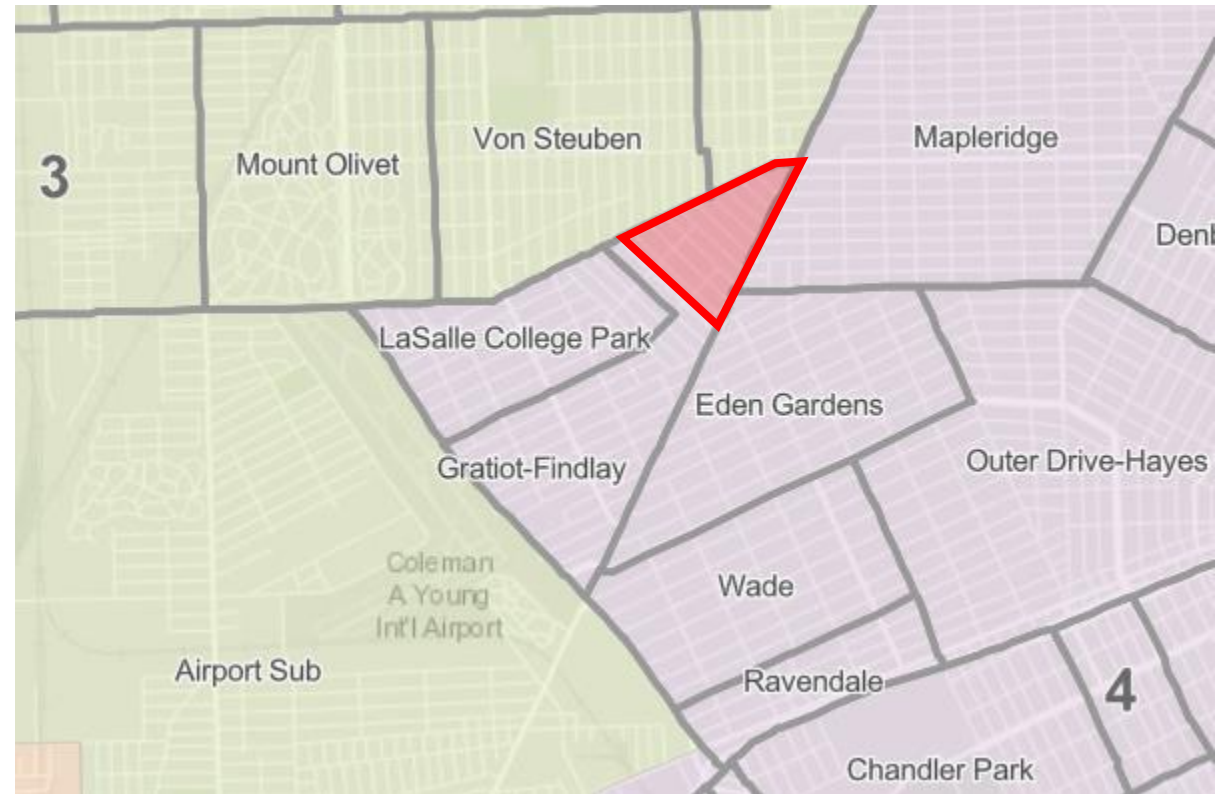 Von Steuben
Mapleridge
3
Mount Olivet
LaSalle College Park
Eden Gardens
Gratiot-Findlay
Outer Drive-Hayes
Coleman
A Young
Int'l Airport
Wade
Airport Sub
Ravendale
4
Chandler Park